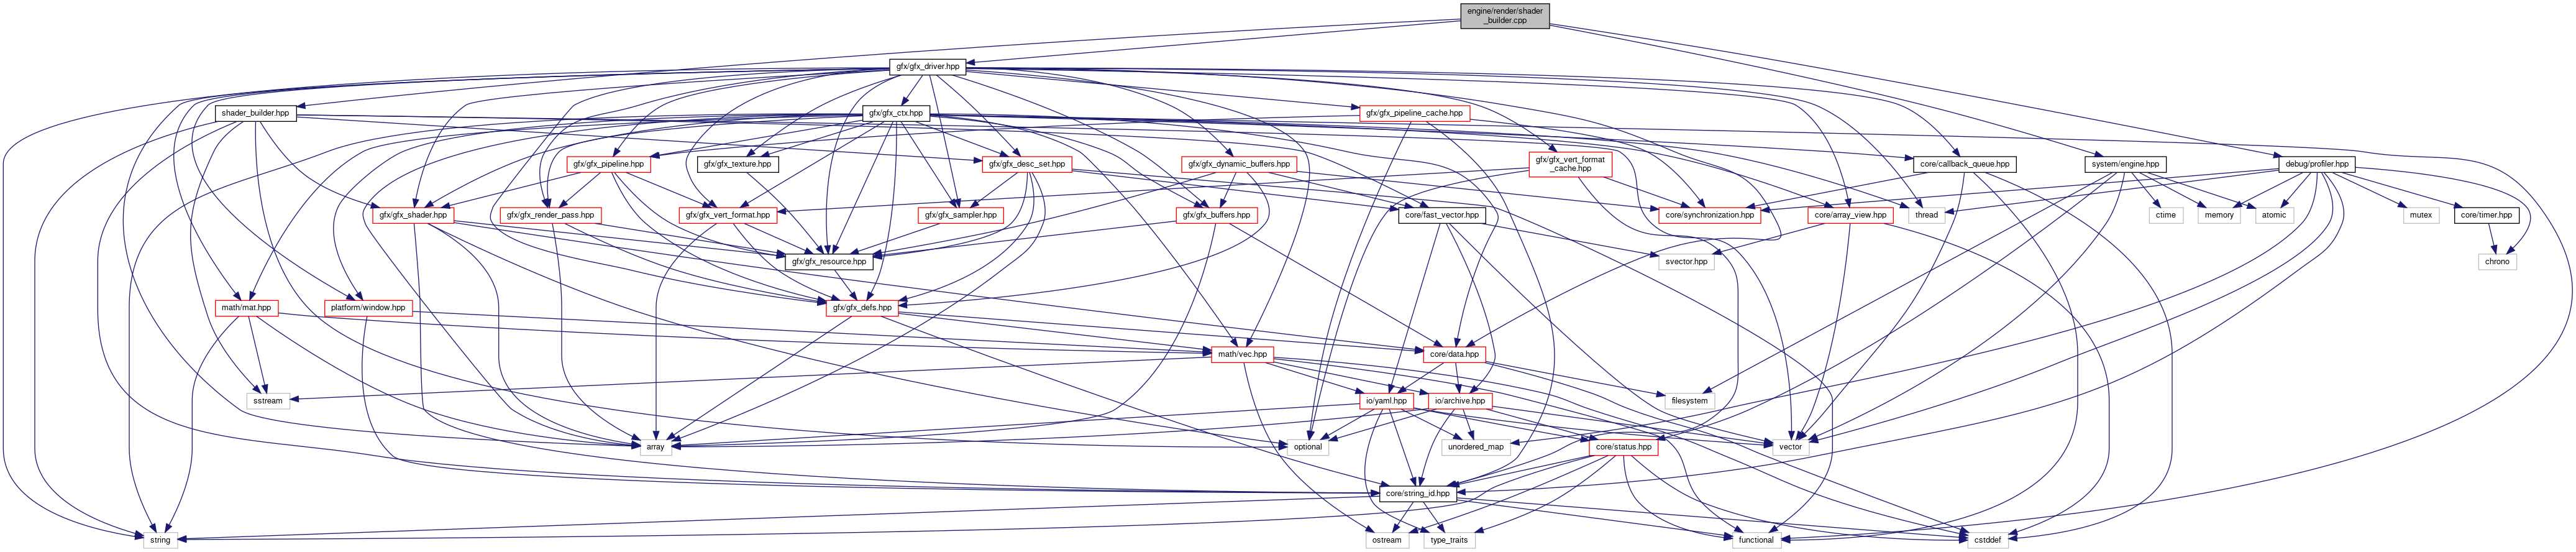 engine/render/shader
_builder.cpp
gfx/gfx_driver.hpp
shader_builder.hpp
gfx/gfx_ctx.hpp
gfx/gfx_pipeline_cache.hpp
gfx/gfx_pipeline.hpp
gfx/gfx_texture.hpp
gfx/gfx_desc_set.hpp
gfx/gfx_dynamic_buffers.hpp
gfx/gfx_vert_format
_cache.hpp
core/callback_queue.hpp
system/engine.hpp
debug/profiler.hpp
gfx/gfx_shader.hpp
gfx/gfx_render_pass.hpp
gfx/gfx_vert_format.hpp
gfx/gfx_sampler.hpp
gfx/gfx_buffers.hpp
core/fast_vector.hpp
core/synchronization.hpp
core/array_view.hpp
thread
ctime
memory
atomic
mutex
core/timer.hpp
gfx/gfx_resource.hpp
svector.hpp
chrono
math/mat.hpp
platform/window.hpp
gfx/gfx_defs.hpp
math/vec.hpp
core/data.hpp
sstream
io/yaml.hpp
io/archive.hpp
filesystem
array
optional
unordered_map
core/status.hpp
vector
core/string_id.hpp
string
ostream
type_traits
functional
cstddef